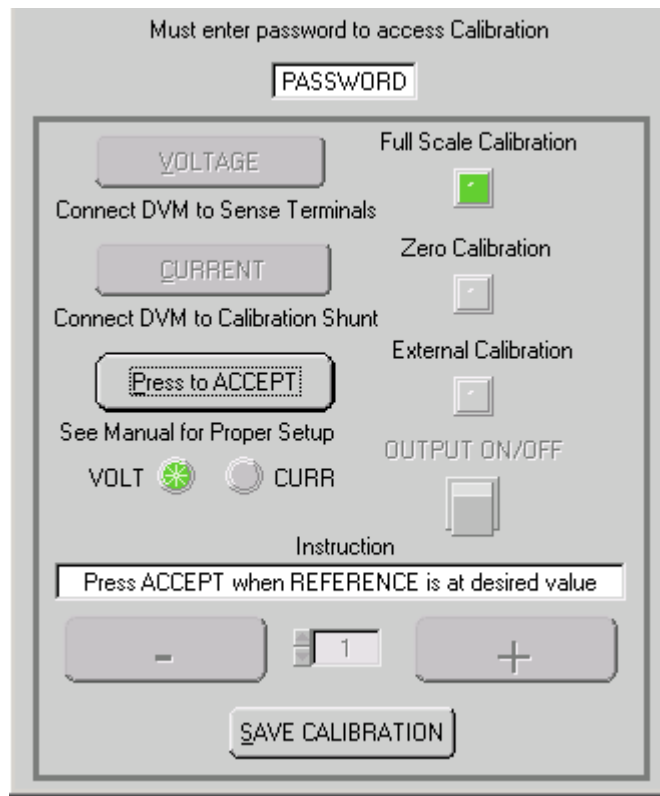 Must enter password to access Calibration
PASSWORD
VOLTAGE
Full Scale Calibration
Connect DVM to Sense Terminals
CURRENT
Zero Calibration
Connect DVM to Calibration Shunt
External Calibration
Press to ACCEPT
See Manual for Proper Setup
OUTPUT ON/OFF
VOLT CURR
Instruction
Press ACCEPT when REFERENCE is at desired value
- 1 +
SAVE CALIBRATION